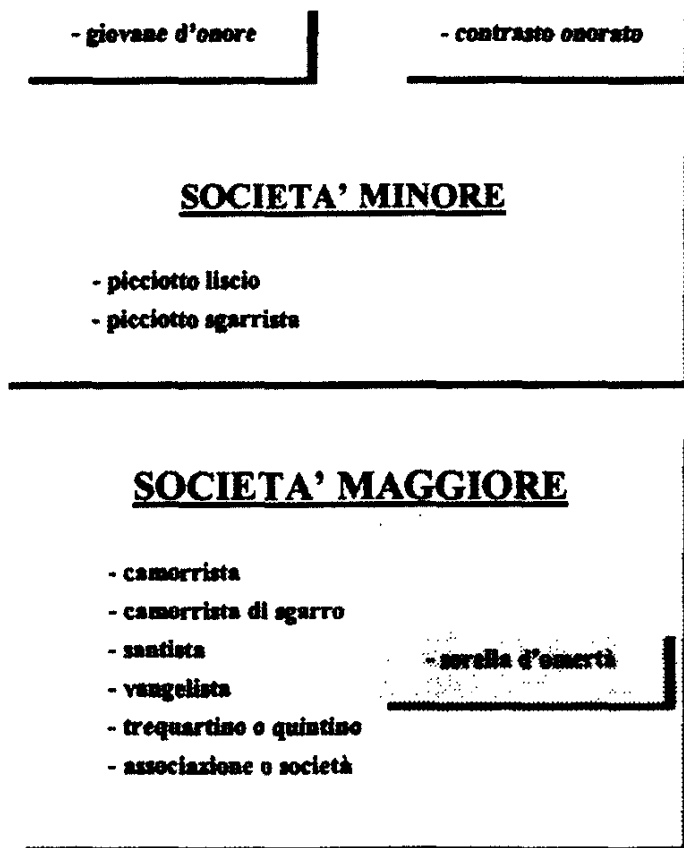 - giovane d'onore
- contrasto onorato
SOCIETA' MINORE
- picciotto liscio
- picciotto sgarrista
SOCIETA' MAGGIORE
- camorrista
- camorrista di sgarro
- santista
- sorella d'omertà
- vangelista
- trequartino o quintino
- associazione o società